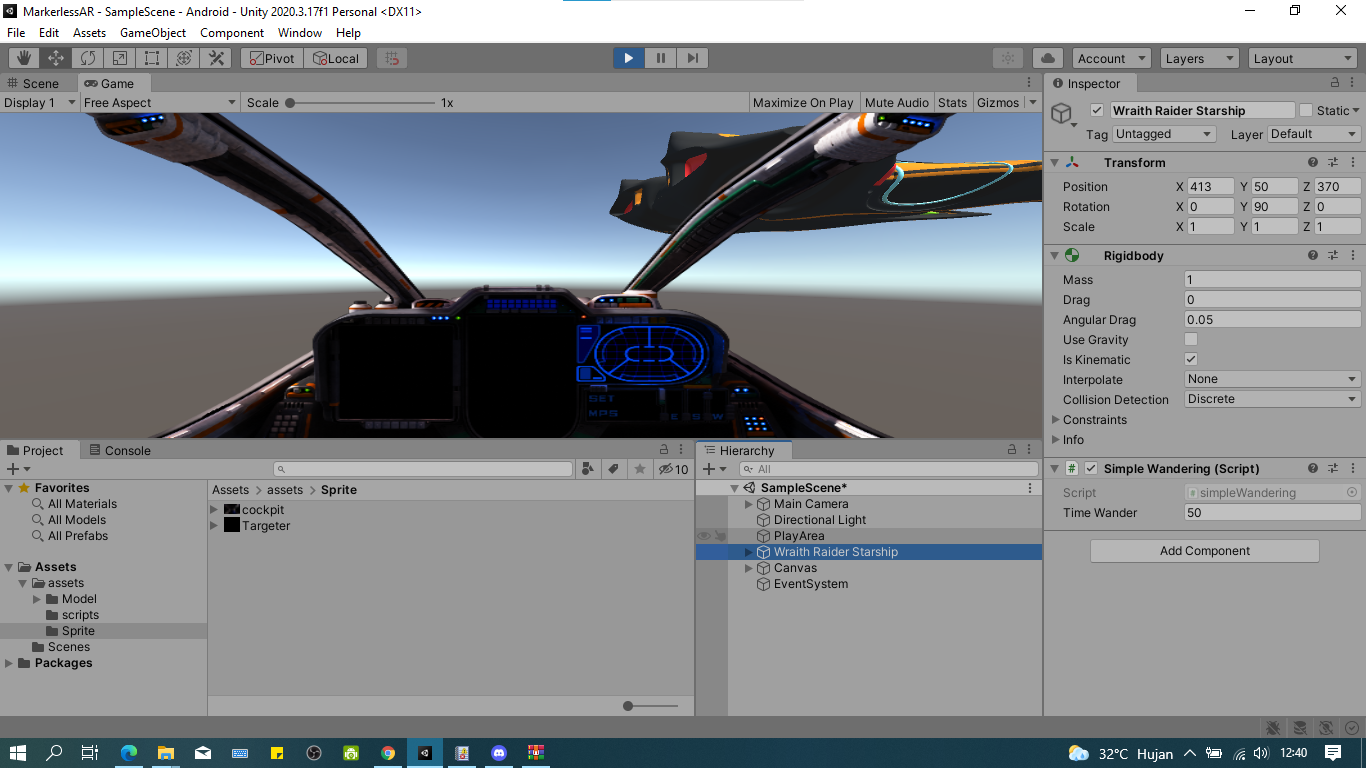 MarkerlessAR - SampleScene - Android - Unity 2020.3.17f1 Personal <DX11>
File Edit Assets GameObject Component Window Help
Pivot Local Account Layers Layout
Scene Game
Display 1 Free Aspect Scale 1x Maximize On Play Mute Audio Stats Gizmos
SET
MPS
Inspector
Wraith Raider Starship Static
Tag Untagged Layer Default
Transform
Position X 413 Y 50 Z 370
Rotation X 0 Y 90 Z 0
Scale X 1 Y 1 Z 1
Rigidbody
Mass 1
Drag 0
Angular Drag 0.05
Use Gravity
Is Kinematic
Interpolate None
Collision Detection Discrete
Constraints
Info
# Simple Wandering (Script)
Script simpleWandering
Time Wander 50
Add Component
Project Console
10
Favorites
All Materials
All Models
All Prefabs
Assets
assets
Model
scripts
Sprite
Scenes
Packages
Assets > assets > Sprite
cockpit
Targeter
Hierarchy
All
SampleScene*
Main Camera
Directional Light
PlayArea
Wraith Raider Starship
Canvas
EventSystem
32°C Hujan 12:40